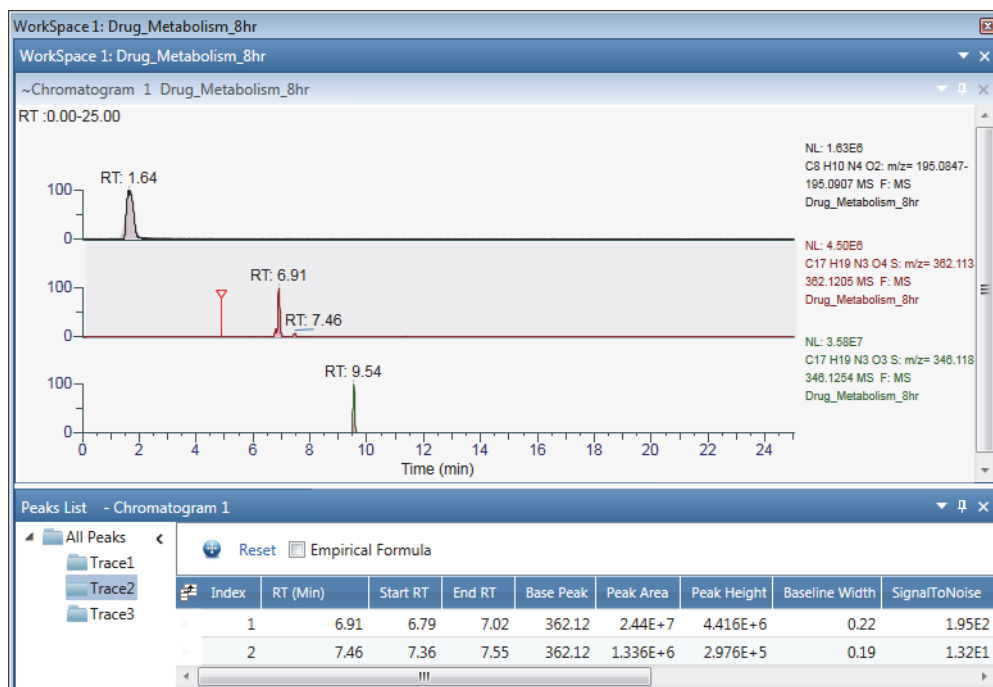 WorkSpace 1: Drug_Metabolism_8hr
WorkSpace 1: Drug_Metabolism_8hr
~Chromatogram 1 Drug_Metabolism_8hr
RT :0.00-25.00
NL: 1.63E6
C8 H10 N4 O2: m/z= 195.0847-
195.0907 MS F: MS
Drug_Metabolism_8hr
RT: 1.64
100
0
NL: 4.50E6
C17 H19 N3 O4 S: m/z= 362.113
362.1205 MS F: MS
Drug_Metabolism_8hr
RT: 6.91
RT: 7.46
100
0
NL: 3.58E7
C17 H19 N3 O3 S: m/z= 346.118
346.1254 MS F: MS
Drug_Metabolism_8hr
RT: 9.54
100
0
0 2 4 6 8 10 12 14 16 18 20 22 24
Time (min)
Peaks List - Chromatogram 1
All Peaks
Trace1
Trace2
Trace3
Reset Empirical Formula
Index RT (Min) Start RT End RT Base Peak Peak Area Peak Height Baseline Width SignalToNoise
1 6.91 6.79 7.02 362.12 2.44E+7 4.416E+6 0.22 1.95E2
2 7.46 7.36 7.55 362.12 1.336E+6 2.976E+5 0.19 1.32E1